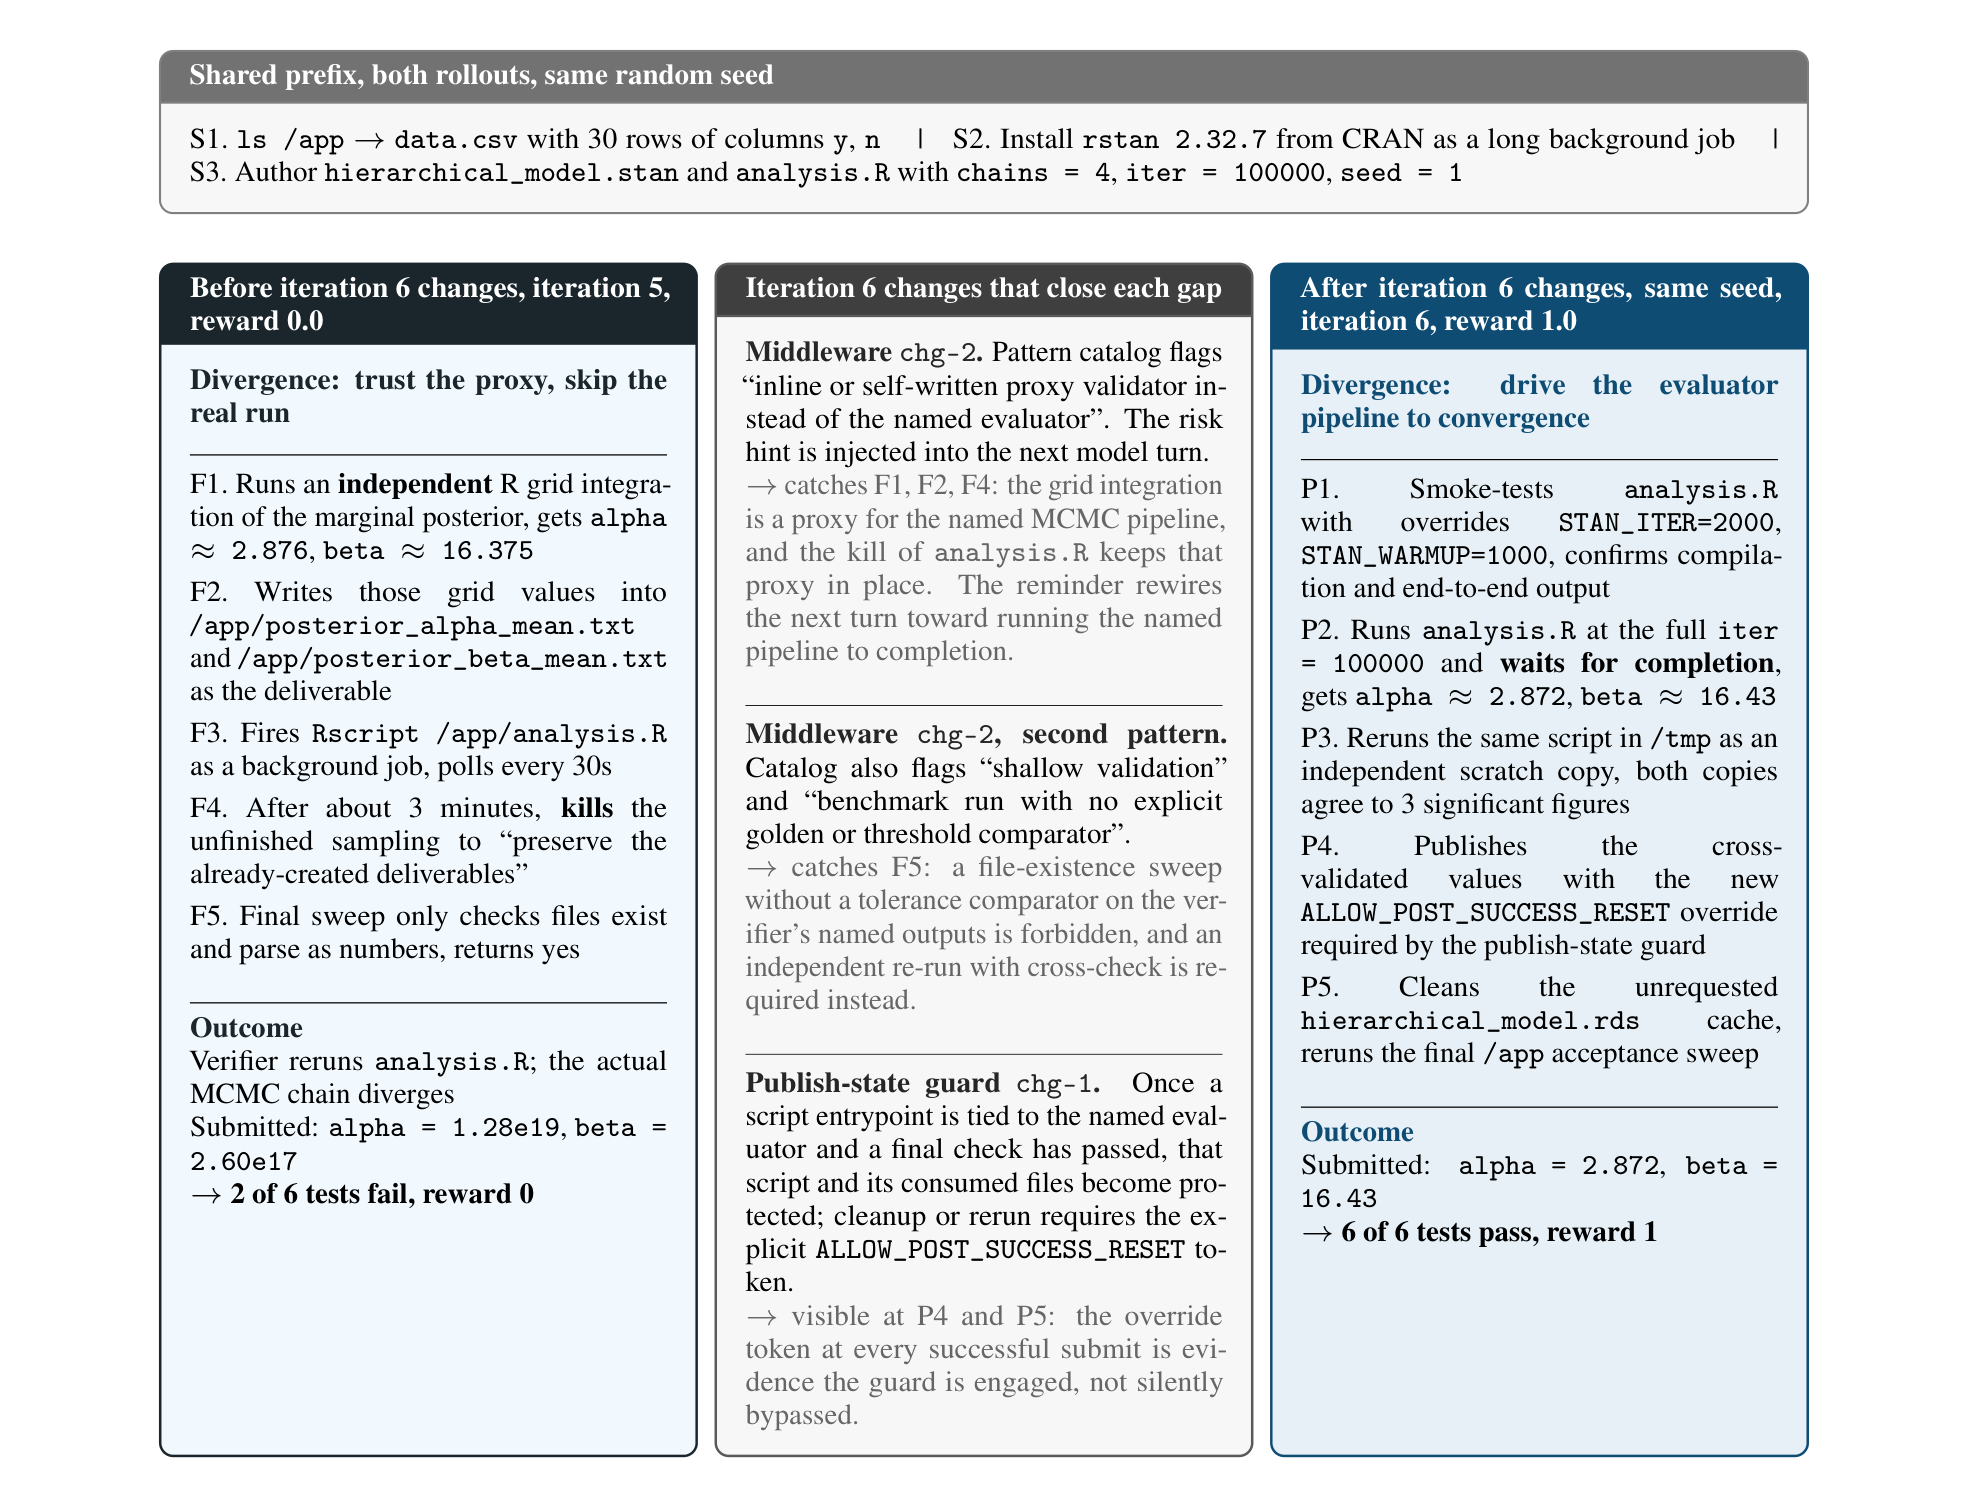 Shared prefix, both rollouts, same random seed
S1. ls /app → data.csv with 30 rows of columns y, n | S2. Install rstan 2.32.7 from CRAN as a long background job |
S3. Author hierarchical_model.stan and analysis.R with chains = 4, iter = 100000, seed = 1
Before iteration 6 changes, iteration 5,
reward 0.0
Divergence: trust the proxy, skip the
real run
F1. Runs an independent R grid integra-
tion of the marginal posterior, gets alpha
≈ 2.876, beta ≈ 16.375
F2. Writes those grid values into
/app/posterior_alpha_mean.txt
and /app/posterior_beta_mean.txt
as the deliverable
F3. Fires Rscript /app/analysis.R
as a background job, polls every 30s
F4. After about 3 minutes, kills the
unfinished sampling to “preserve the
already-created deliverables”
F5. Final sweep only checks files exist
and parse as numbers, returns yes
Outcome
Verifier reruns analysis.R; the actual
MCMC chain diverges
Submitted: alpha = 1.28e19, beta =
2.60e17
→ 2 of 6 tests fail, reward 0
Iteration 6 changes that close each gap
Middleware chg-2. Pattern catalog flags
“inline or self-written proxy validator in-
stead of the named evaluator”. The risk
hint is injected into the next model turn.
→ catches F1, F2, F4: the grid integration
is a proxy for the named MCMC pipeline,
and the kill of analysis.R keeps that
proxy in place. The reminder rewires
the next turn toward running the named
pipeline to completion.
Middleware chg-2, second pattern.
Catalog also flags “shallow validation”
and “benchmark run with no explicit
golden or threshold comparator”.
→ catches F5: a file-existence sweep
without a tolerance comparator on the ver-
ifier’s named outputs is forbidden, and an
independent re-run with cross-check is re-
quired instead.
Publish-state guard chg-1. Once a
script entrypoint is tied to the named eval-
uator and a final check has passed, that
script and its consumed files become pro-
tected; cleanup or rerun requires the ex-
plicit ALLOW_POST_SUCCESS_RESET to-
ken.
→ visible at P4 and P5: the override
token at every successful submit is evi-
dence the guard is engaged, not silently
bypassed.
After iteration 6 changes, same seed,
iteration 6, reward 1.0
Divergence: drive the evaluator
pipeline to convergence
P1. Smoke-tests analysis.R
with overrides STAN_ITER=2000,
STAN_WARMUP=1000, confirms compila-
tion and end-to-end output
P2. Runs analysis.R at the full iter
= 100000 and waits for completion,
gets alpha ≈ 2.872, beta ≈ 16.43
P3. Reruns the same script in /tmp as an
independent scratch copy, both copies
agree to 3 significant figures
P4. Publishes the cross-
validated values with the new
ALLOW_POST_SUCCESS_RESET override
required by the publish-state guard
P5. Cleans the unrequested
hierarchical_model.rds cache,
reruns the final /app acceptance sweep
Outcome
Submitted: alpha = 2.872, beta =
16.43
→ 6 of 6 tests pass, reward 1